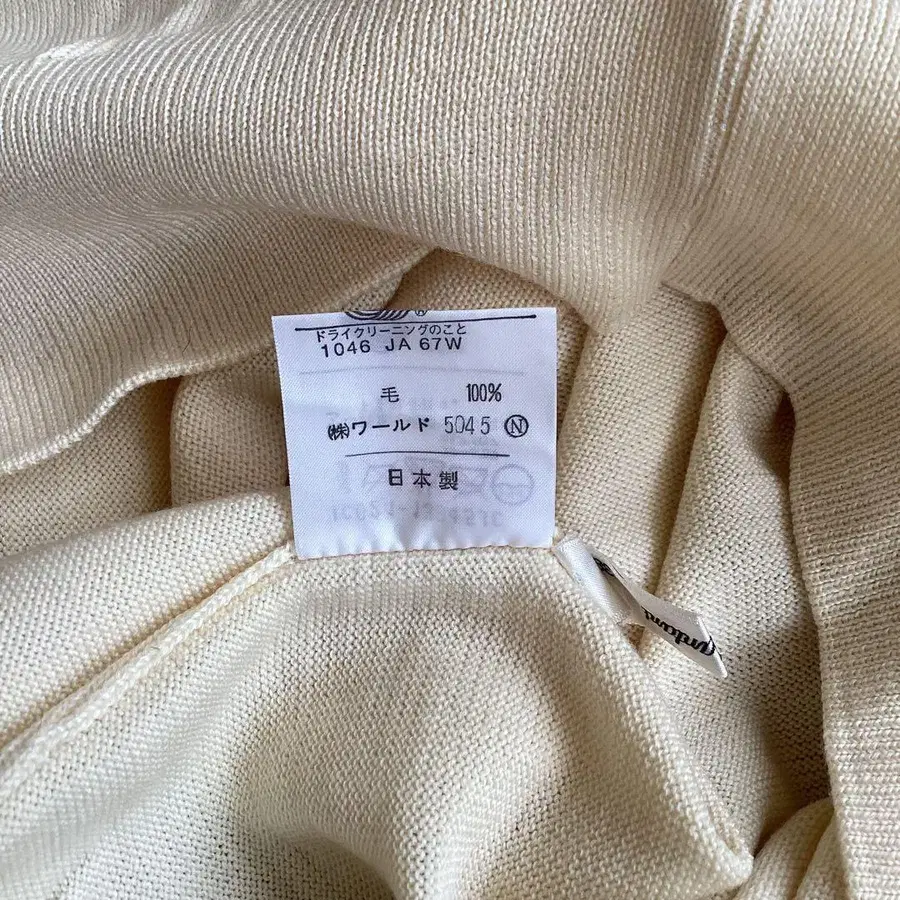 ®
ドライクリーニングのこと
1046 JA 67W
毛 100%
㈱ワールド 5045 Ⓝ
日本製